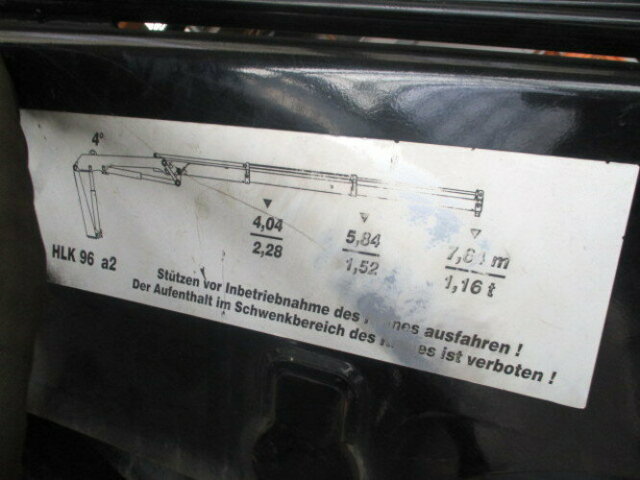 4°
4,04 5,84 m
2,28 1,52 1,16 t
HLK 96 a2
Stützen vor Inbetriebnahme des ausfahren !
Der Aufenthalt im Schwenkbereich des ist verboten !